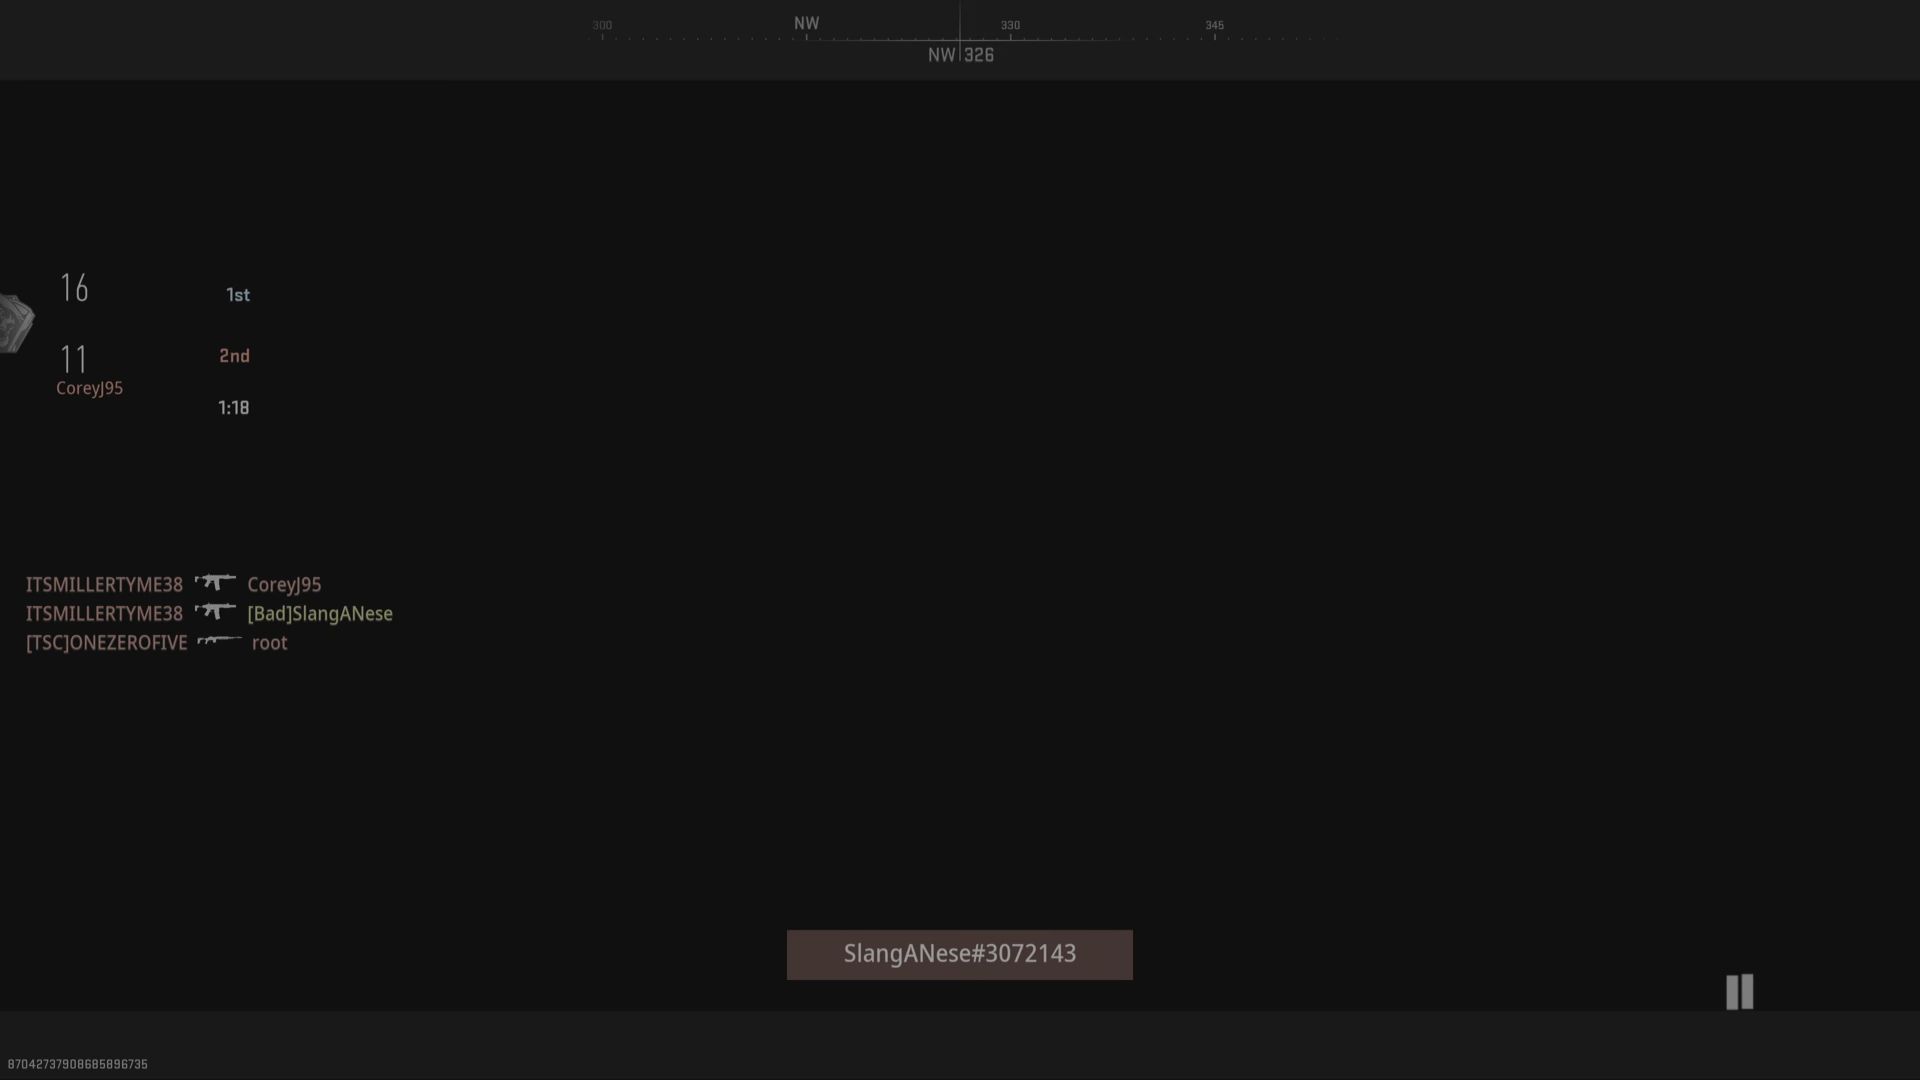 300 NW 330 345
NW 326
16 1st
11 2nd
CoreyJ95
1:18
ITSMILLERTYME38 CoreyJ95
ITSMILLERTYME38 [Bad]SlangANese
[TSC]ONEZEROFIVE root
SlangANese#3072143
87042737908685896735